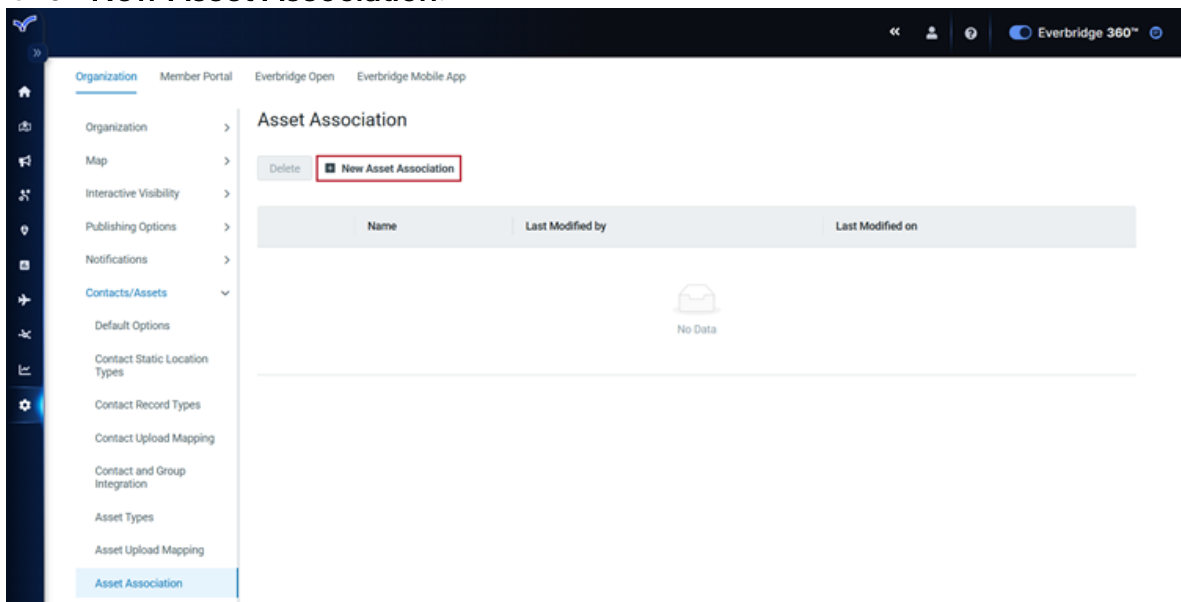 New Asset Association
Everbridge 360™
Organization Member Portal Everbridge Open Everbridge Mobile App
Organization
Map
Interactive Visibility
Publishing Options
Notifications
Contacts/Assets
Default Options
Contact Static Location
Types
Contact Record Types
Contact Upload Mapping
Contact and Group
Integration
Asset Types
Asset Upload Mapping
Asset Association
Asset Association
Delete New Asset Association
Name Last Modified by Last Modified on
No Data